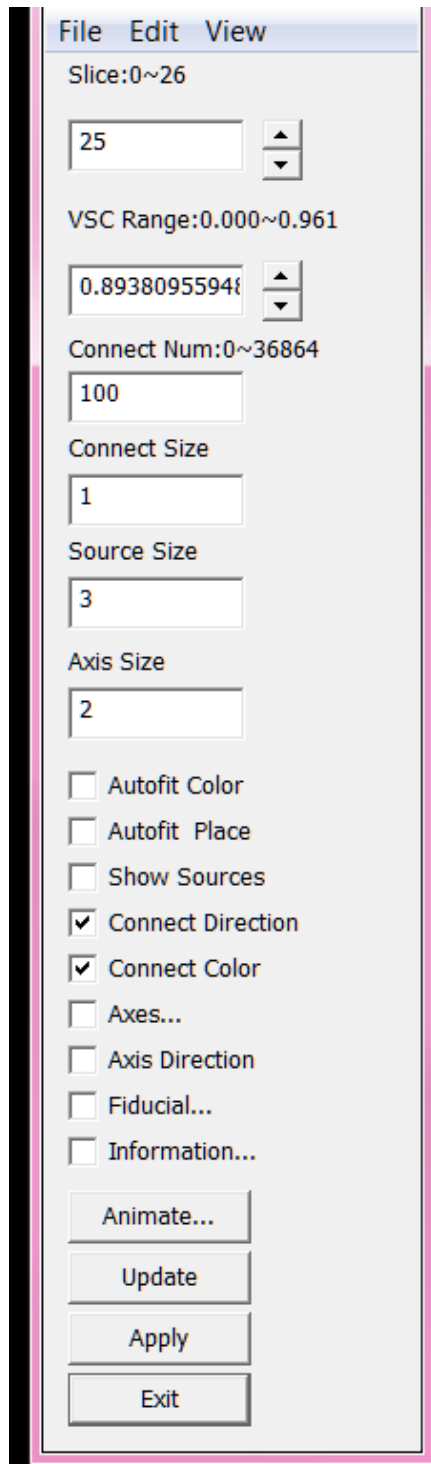 File Edit View
Slice:0~26
25
VSC Range:0.000~0.961
0.8938095594
Connect Num:0~36864
100
Connect Size
1
Source Size
3
Axis Size
2
Autofit Color
Autofit Place
Show Sources
Connect Direction
Connect Color
Axes...
Axis Direction
Fiducial...
Information...
Animate...
Update
Apply
Exit